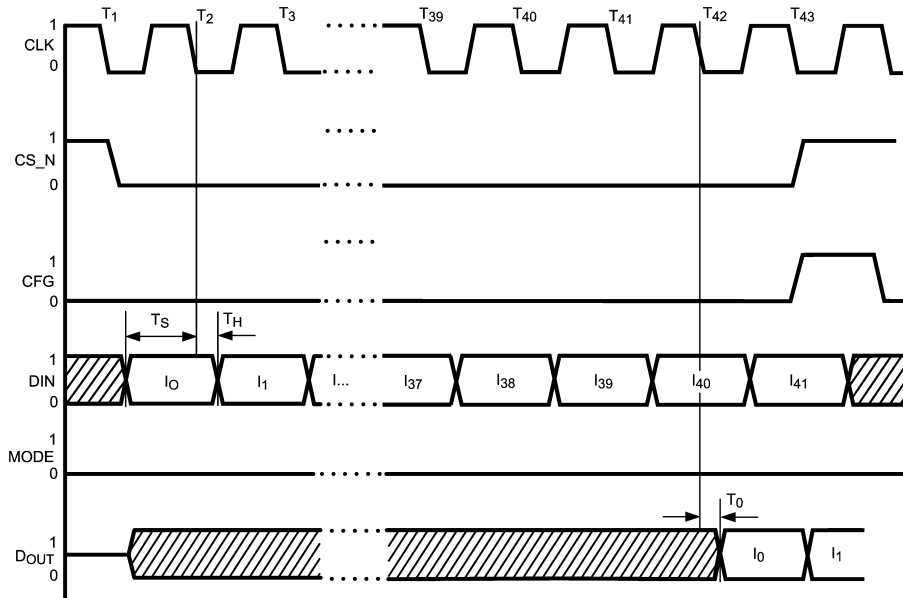 T1 T2 T3 T39 T40 T41 T42 T43
1
CLK
0
1
CS_N
0
1
CFG
0
TS TH
1
DIN
0
IO I1 I... I37 I38 I39 I40 I41
1
MODE
0
T0
1
DOUT
0
I0 I1